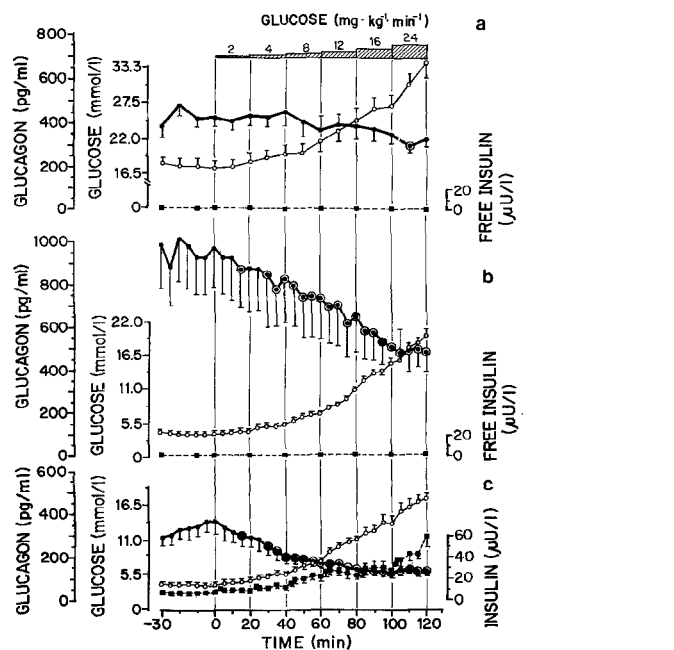 GLUCOSE (mg·kg⁻¹·min⁻¹) a
2 4 8 12 16 24
GLUCAGON (pg/ml)
800
600
400
200
0
GLUCOSE (mmol/l)
33.3
27.5
22.0
16.5
0
FREE INSULIN
(μU/l)
20
0
b
GLUCAGON (pg/ml)
1000
800
600
400
200
0
GLUCOSE (mmol/l)
22.0
16.5
11.0
5.5
0
FREE INSULIN
(μU/l)
20
0
c
GLUCAGON (pg/ml)
600
400
200
0
GLUCOSE (mmol/l)
16.5
11.0
5.5
0
INSULIN (μU/l)
60
40
20
0
-30 0 20 40 60 80 100 120
TIME (min)